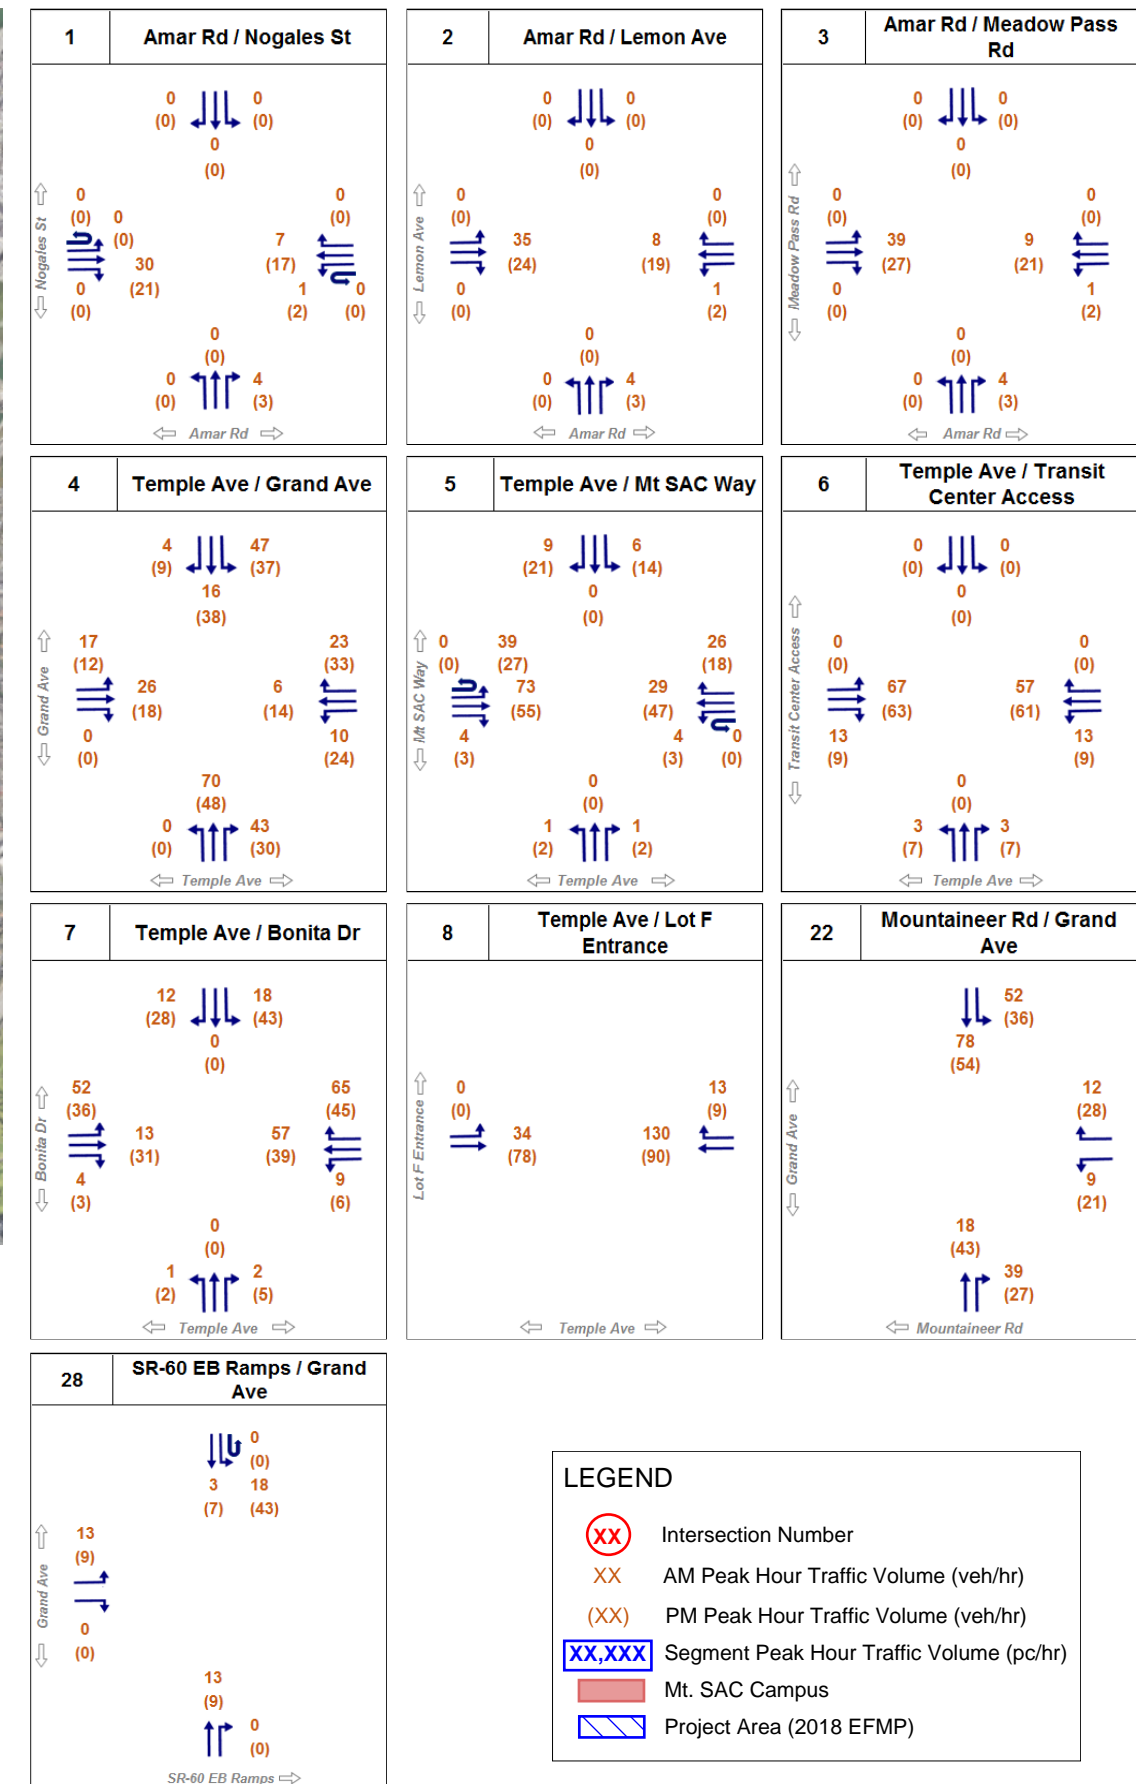 1 Amar Rd / Nogales St
0 0
(0) (0)
0
(0)
Nogales St
0
(0) 0
(0)
30
(21)
0
(0)
0
(0)
7
(17)
1 0
(2) (0)
0
(0)
0 4
(0) (3)
Amar Rd
2 Amar Rd / Lemon Ave
0 0
(0) (0)
0
(0)
Lemon Ave
0 0
(0) (0)
35 8
(24) (19)
0 1
(0) (2)
0
(0)
0 4
(0) (3)
Amar Rd
3 Amar Rd / Meadow Pass
Rd
0 0
(0) (0)
0
(0)
Meadow Pass Rd
0 0
(0) (0)
39 9
(27) (21)
0 1
(0) (2)
0
(0)
0 4
(0) (3)
Amar Rd
4 Temple Ave / Grand Ave
4 47
(9) (37)
16
(38)
Grand Ave
17 23
(12) (33)
26 6
(18) (14)
0 10
(0) (24)
70
(48)
0 43
(0) (30)
Temple Ave
5 Temple Ave / Mt SAC Way
9 6
(21) (14)
0
(0)
Mt SAC Way
0 39 26
(0) (27) (18)
73 29
(55) (47)
4 4 0
(3) (3) (0)
0
(0)
1 1
(2) (2)
Temple Ave
6 Temple Ave / Transit
Center Access
0 0
(0) (0)
0
(0)
Transit Center Access
0 0
(0) (0)
67 57
(63) (61)
13 13
(9) (9)
0
(0)
3 3
(7) (7)
Temple Ave
7 Temple Ave / Bonita Dr
12 18
(28) (43)
0
(0)
Bonita Dr
52 65
(36) (45)
13 57
(31) (39)
4 9
(3) (6)
0
(0)
1 2
(2) (5)
Temple Ave
8 Temple Ave / Lot F
Entrance
Lot F Entrance
0 13
(0) (9)
34 130
(78) (90)
Temple Ave
22 Mountaineer Rd / Grand
Ave
52
(36)
78
(54)
Grand Ave
12
(28)
9
(21)
18
(43)
39
(27)
Mountaineer Rd
28 SR-60 EB Ramps / Grand
Ave
0
(0)
3 18
(7) (43)
Grand Ave
13
(9)
0
(0)
13
(9)
0
(0)
SR-60 EB Ramps
LEGEND
XX Intersection Number
XX AM Peak Hour Traffic Volume (veh/hr)
(XX) PM Peak Hour Traffic Volume (veh/hr)
XX,XXX Segment Peak Hour Traffic Volume (pc/hr)
Mt. SAC Campus
Project Area (2018 EFMP)